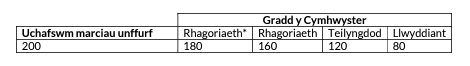 Gradd y Cymhwyster
Uchafswm marciau unffurf Rhagoriaeth* Rhagoriaeth Teilyngdod Llwyddiant
200 180 160 120 80